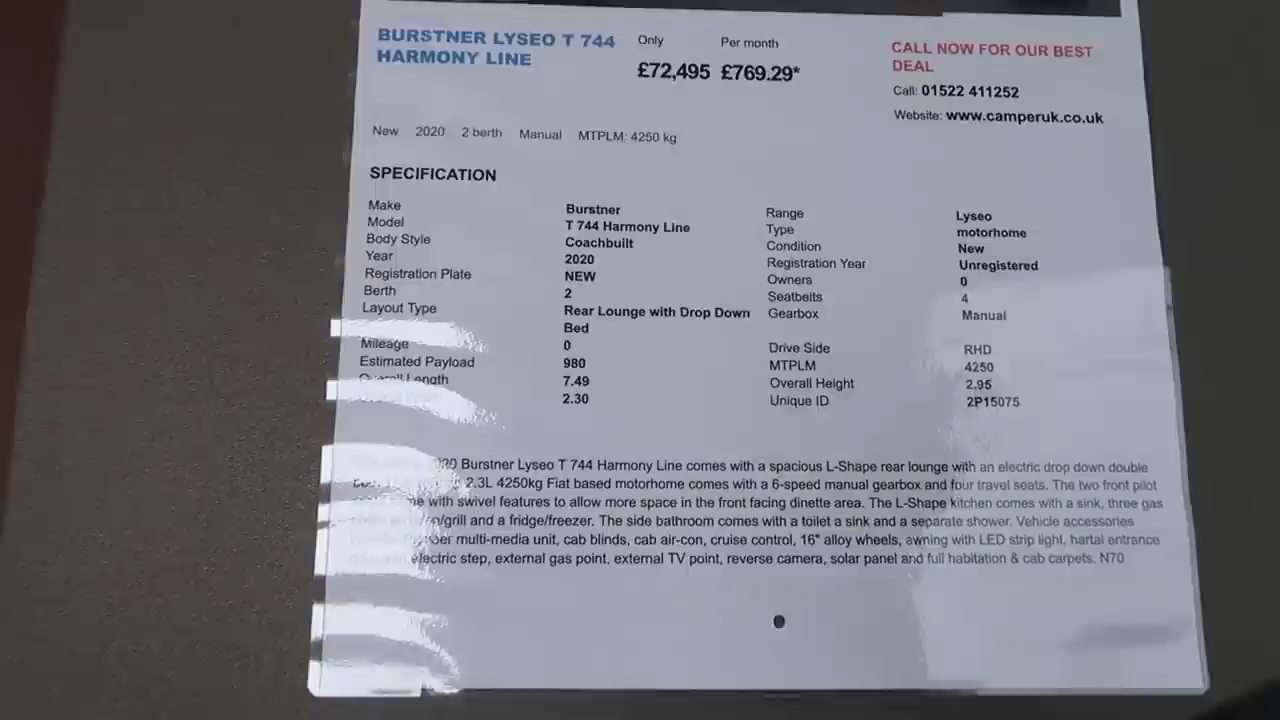 BURSTNER LYSEO T 744 Only Per month
HARMONY LINE £72,495 £769.29*
CALL NOW FOR OUR BEST
DEAL
Call: 01522 411252
Website: www.camperuk.co.uk
New 2020 2 berth Manual MTPLM: 4250 kg
SPECIFICATION
Make Burstner Range Lyseo
Model T 744 Harmony Line Type motorhome
Body Style Coachbuilt Condition New
Year 2020 Registration Year Unregistered
Registration Plate NEW Owners 0
Berth 2 Seatbelts 4
Layout Type Rear Lounge with Drop Down Gearbox Manual
Bed
Mileage 0 Drive Side RHD
Estimated Payload 980 MTPLM 4250
Overall Length 7.49 Overall Height 2.95
2.30 Unique ID 2P15075
Burstner Lyseo T 744 Harmony Line comes with a spacious L-Shape rear lounge with an electric drop down double
2.3L 4250kg Fiat based motorhome comes with a 6-speed manual gearbox and four travel seats. The two front pilot
with swivel features to allow more space in the front facing dinette area. The L-Shape kitchen comes with a sink, three gas
/grill and a fridge/freezer. The side bathroom comes with a toilet a sink and a separate shower. Vehicle accessories
multi-media unit, cab blinds, cab air-con, cruise control, 16" alloy wheels, awning with LED strip light, hartal entrance
electric step, external gas point, external TV point, reverse camera, solar panel and full habitation & cab carpets. N70